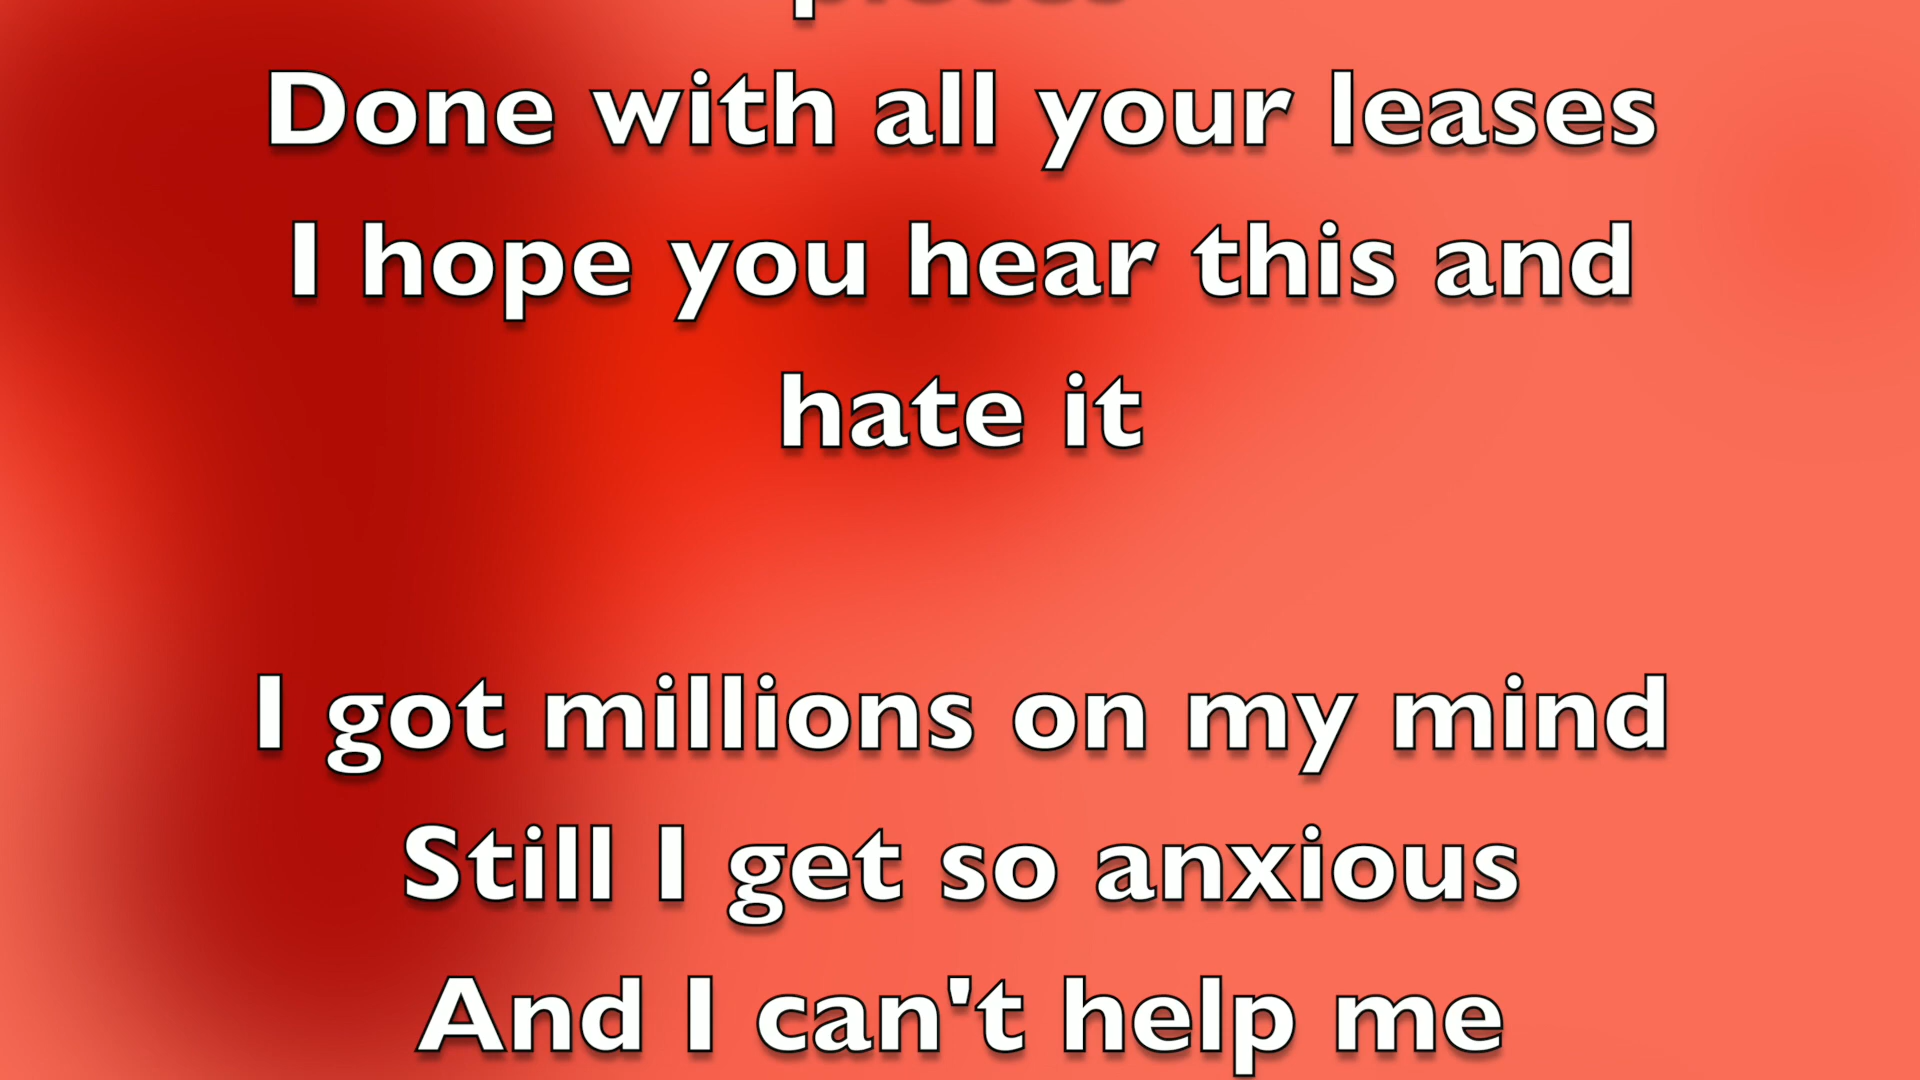 Done with all your leases
I hope you hear this and
hate it
I got millions on my mind
Still I get so anxious
And I can't help me